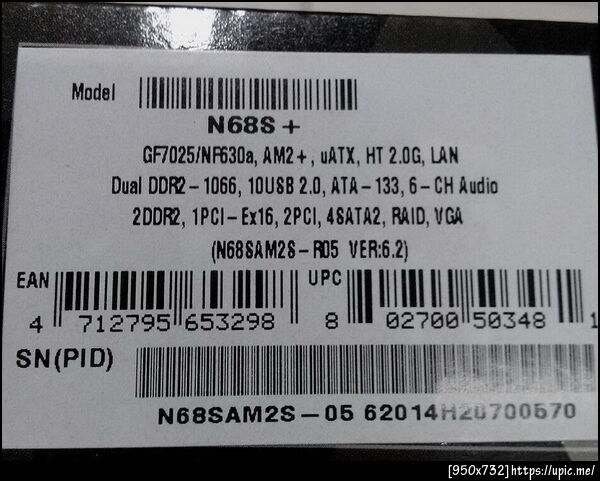 Model
N68S +
GF7025/NF630a, AM2+, uATX, HT 2.0G, LAN
Dual DDR2-1066, 10USB 2.0, ATA-133, 6-CH Audio
2DDR2, 1PCI-Ex16, 2PCI, 4SATA2, RAID, VGA
(N68SAM2S-R05 VER:6.2)
EAN UPC
4 712795 653298 8 02700 50348 1
SN(PID)
N68SAM2S-05 62014H20700570
[950x732]https://upic.me/